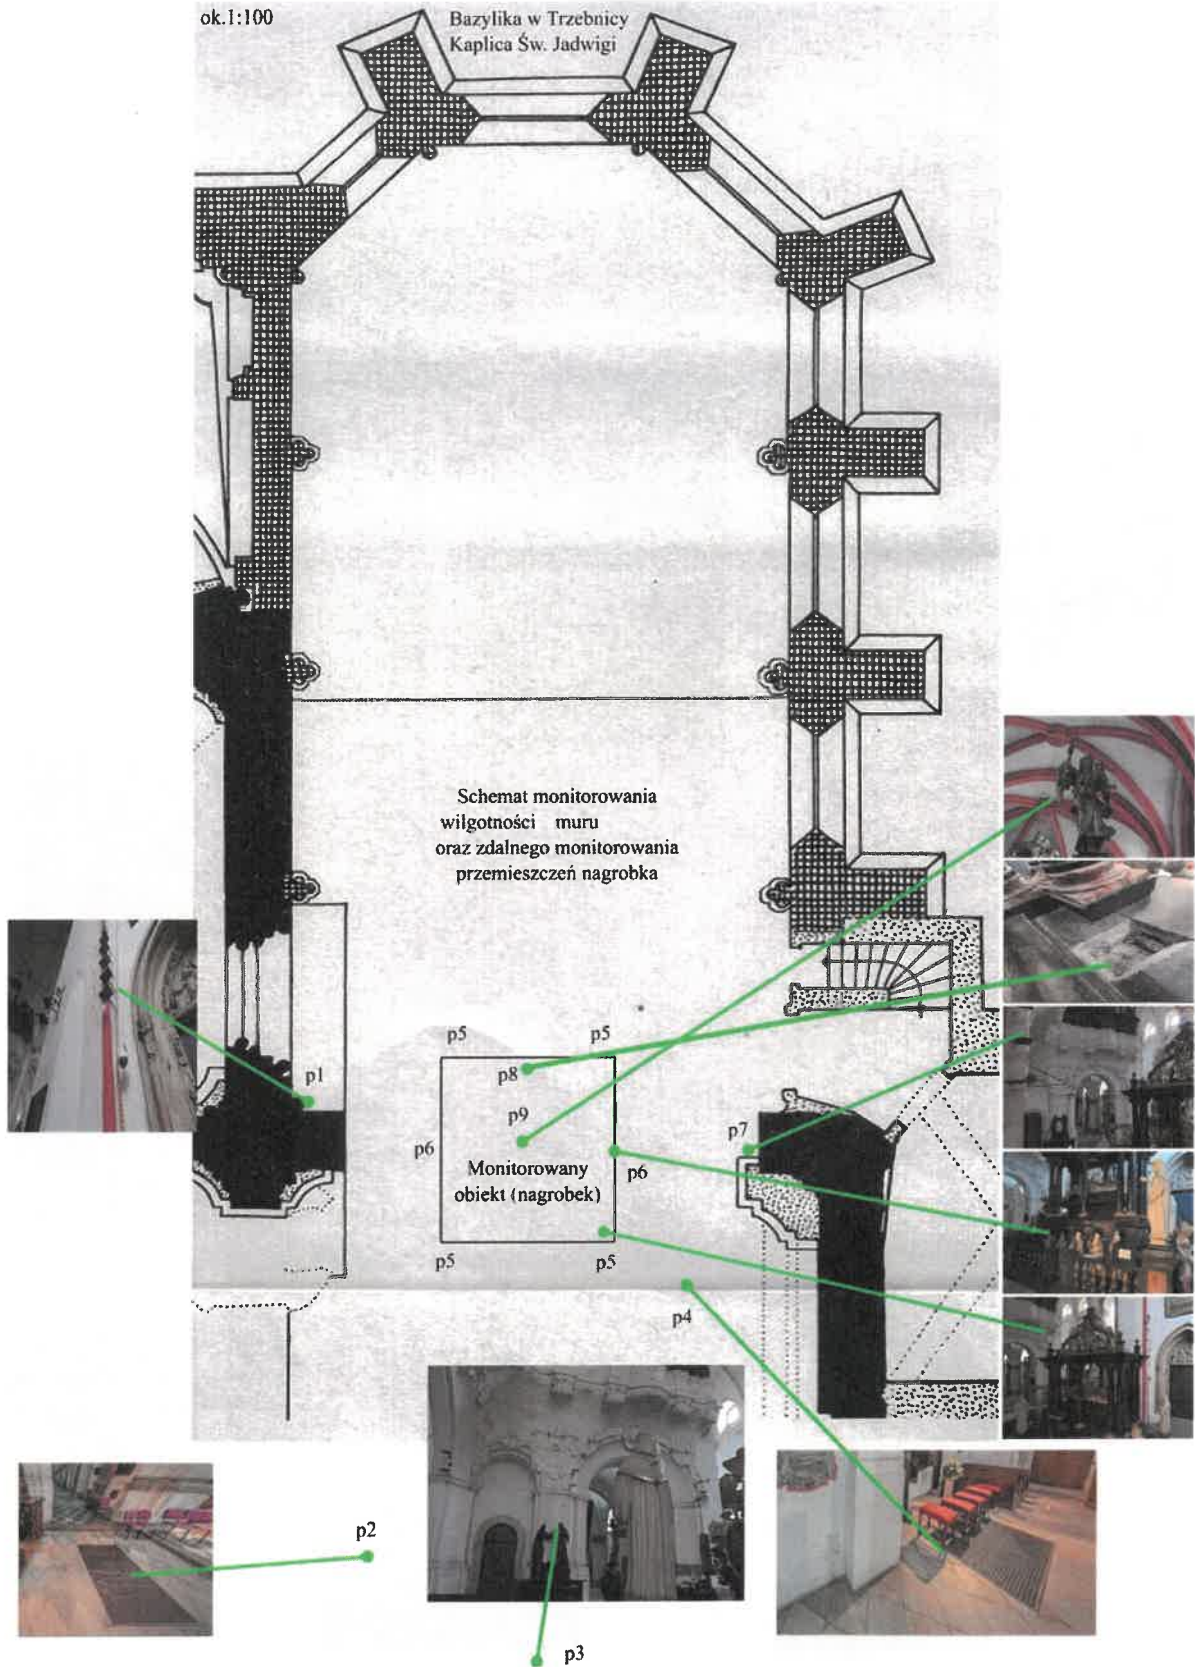 ok.1:100
Bazylika w Trzebnicy
Kaplica Św. Jadwigi
Schemat monitorowania
wilgotności muru
oraz zdalnego monitorowania
przemieszczeń nagrobka
p5 p5
p1
p8
p9
p6
p7
p6
Monitorowany
obiekt (nagrobek)
p5 p5
p4
p2
p3